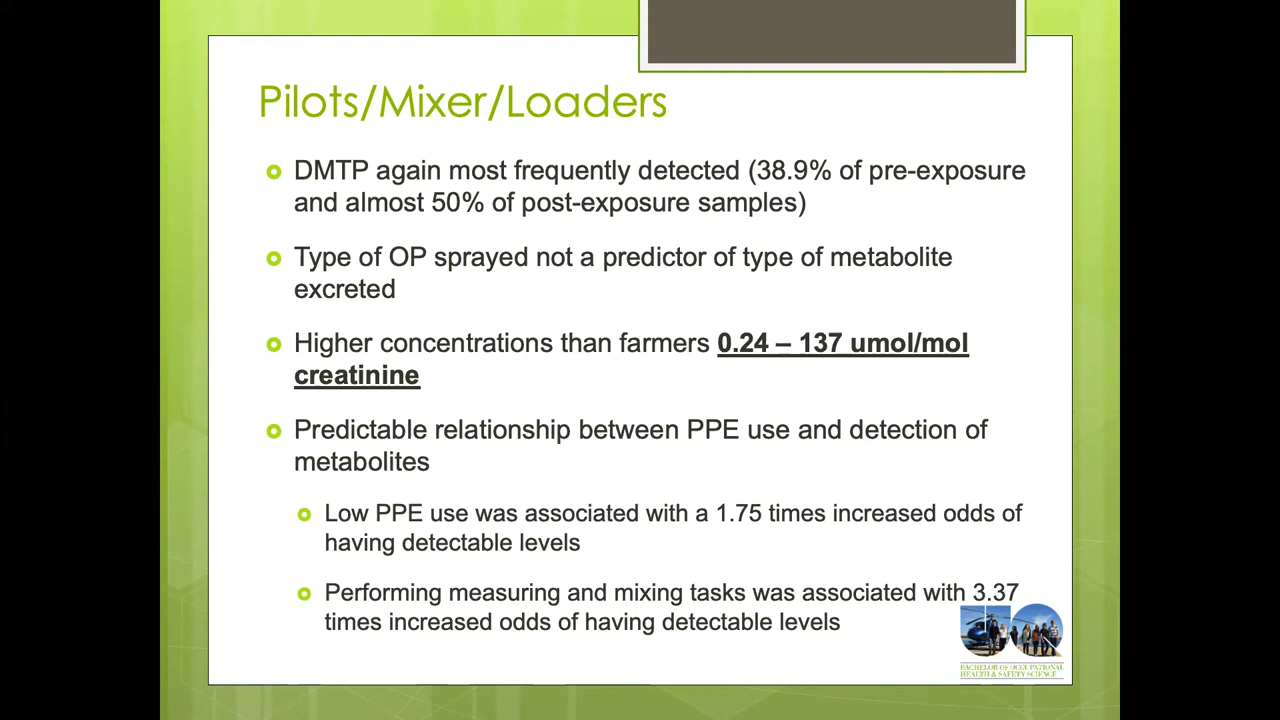 Pilots/Mixer/Loaders
DMTP again most frequently detected (38.9% of pre-exposure
and almost 50% of post-exposure samples)
Type of OP sprayed not a predictor of type of metabolite
excreted
Higher concentrations than farmers 0.24 – 137 umol/mol
creatinine
Predictable relationship between PPE use and detection of
metabolites
Low PPE use was associated with a 1.75 times increased odds of
having detectable levels
Performing measuring and mixing tasks was associated with 3.37
times increased odds of having detectable levels
UQ
BACHELOR OF OCCUPATIONAL
HEALTH & SAFETY SCIENCE